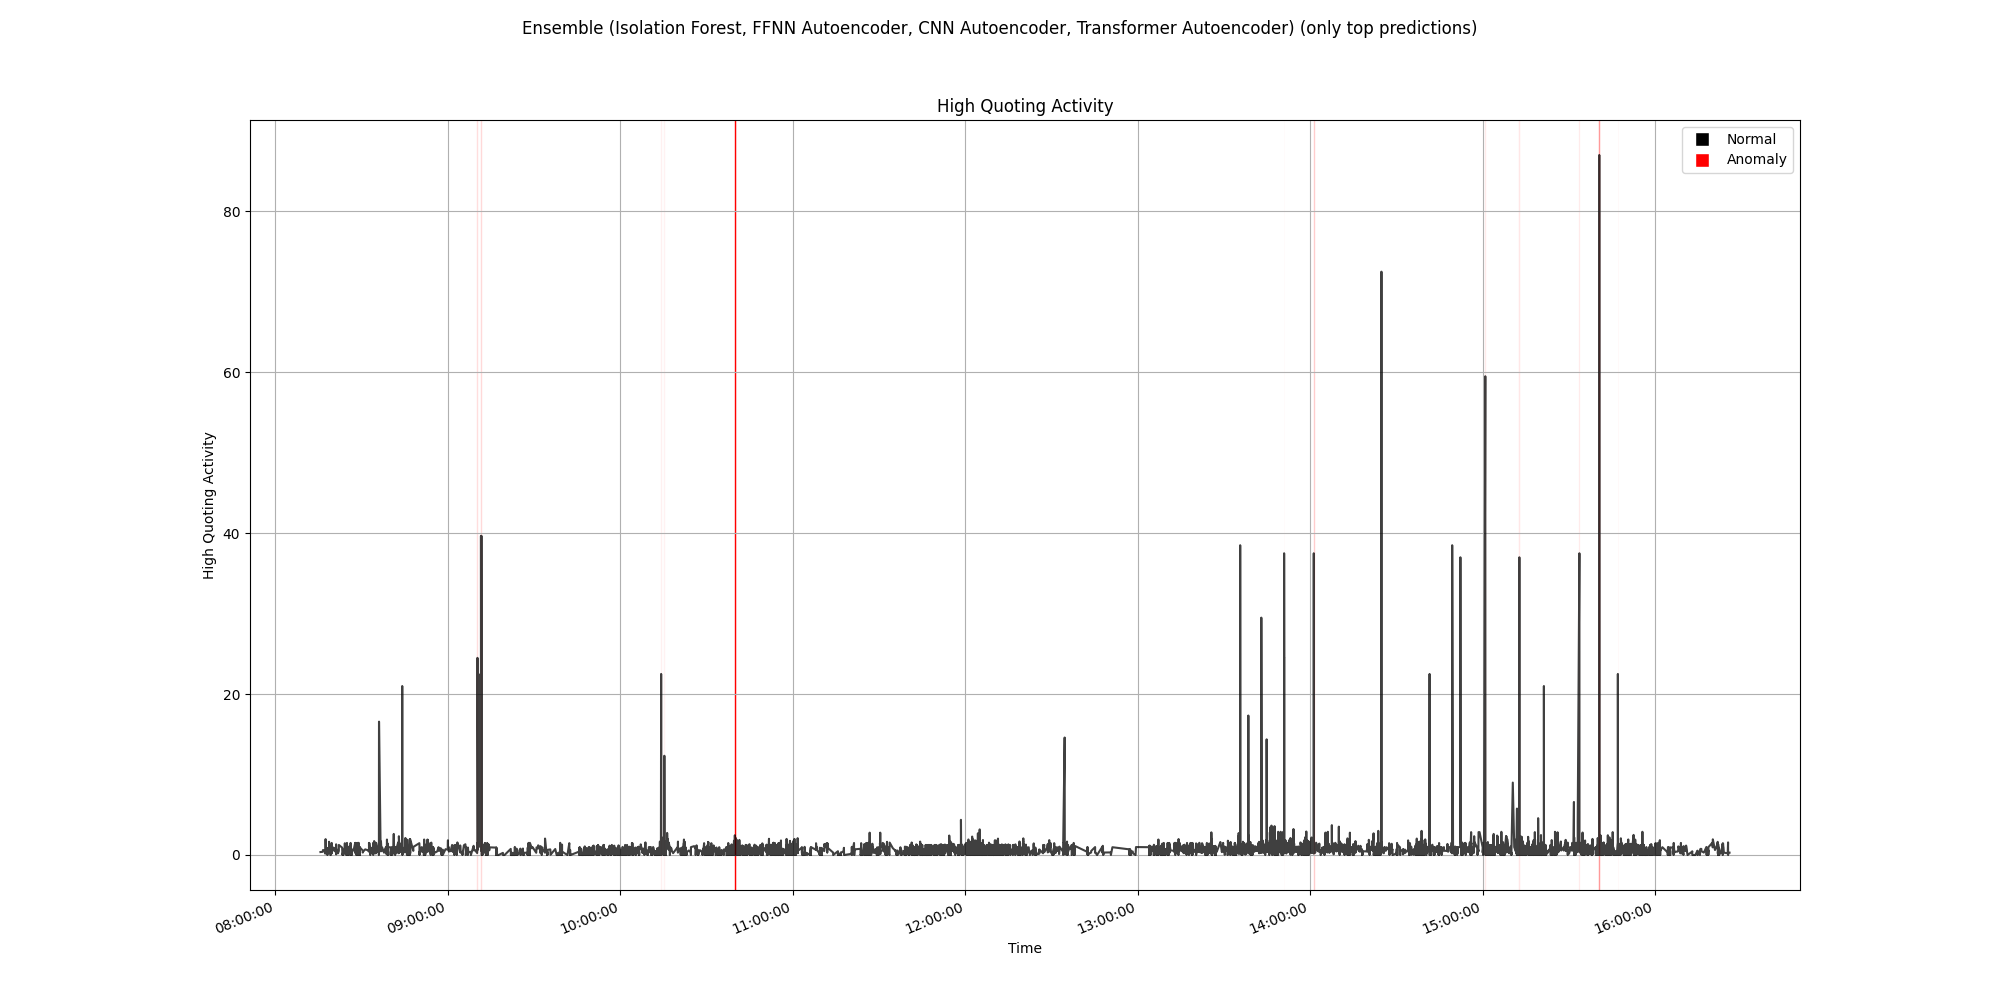 Ensemble (Isolation Forest, FFNN Autoencoder, CNN Autoencoder, Transformer Autoencoder) (only top predictions)
High Quoting Activity
Normal
Anomaly
80
60
40
20
0
High Quoting Activity
08:00:00
09:00:00
10:00:00
11:00:00
12:00:00
13:00:00
14:00:00
15:00:00
16:00:00
Time